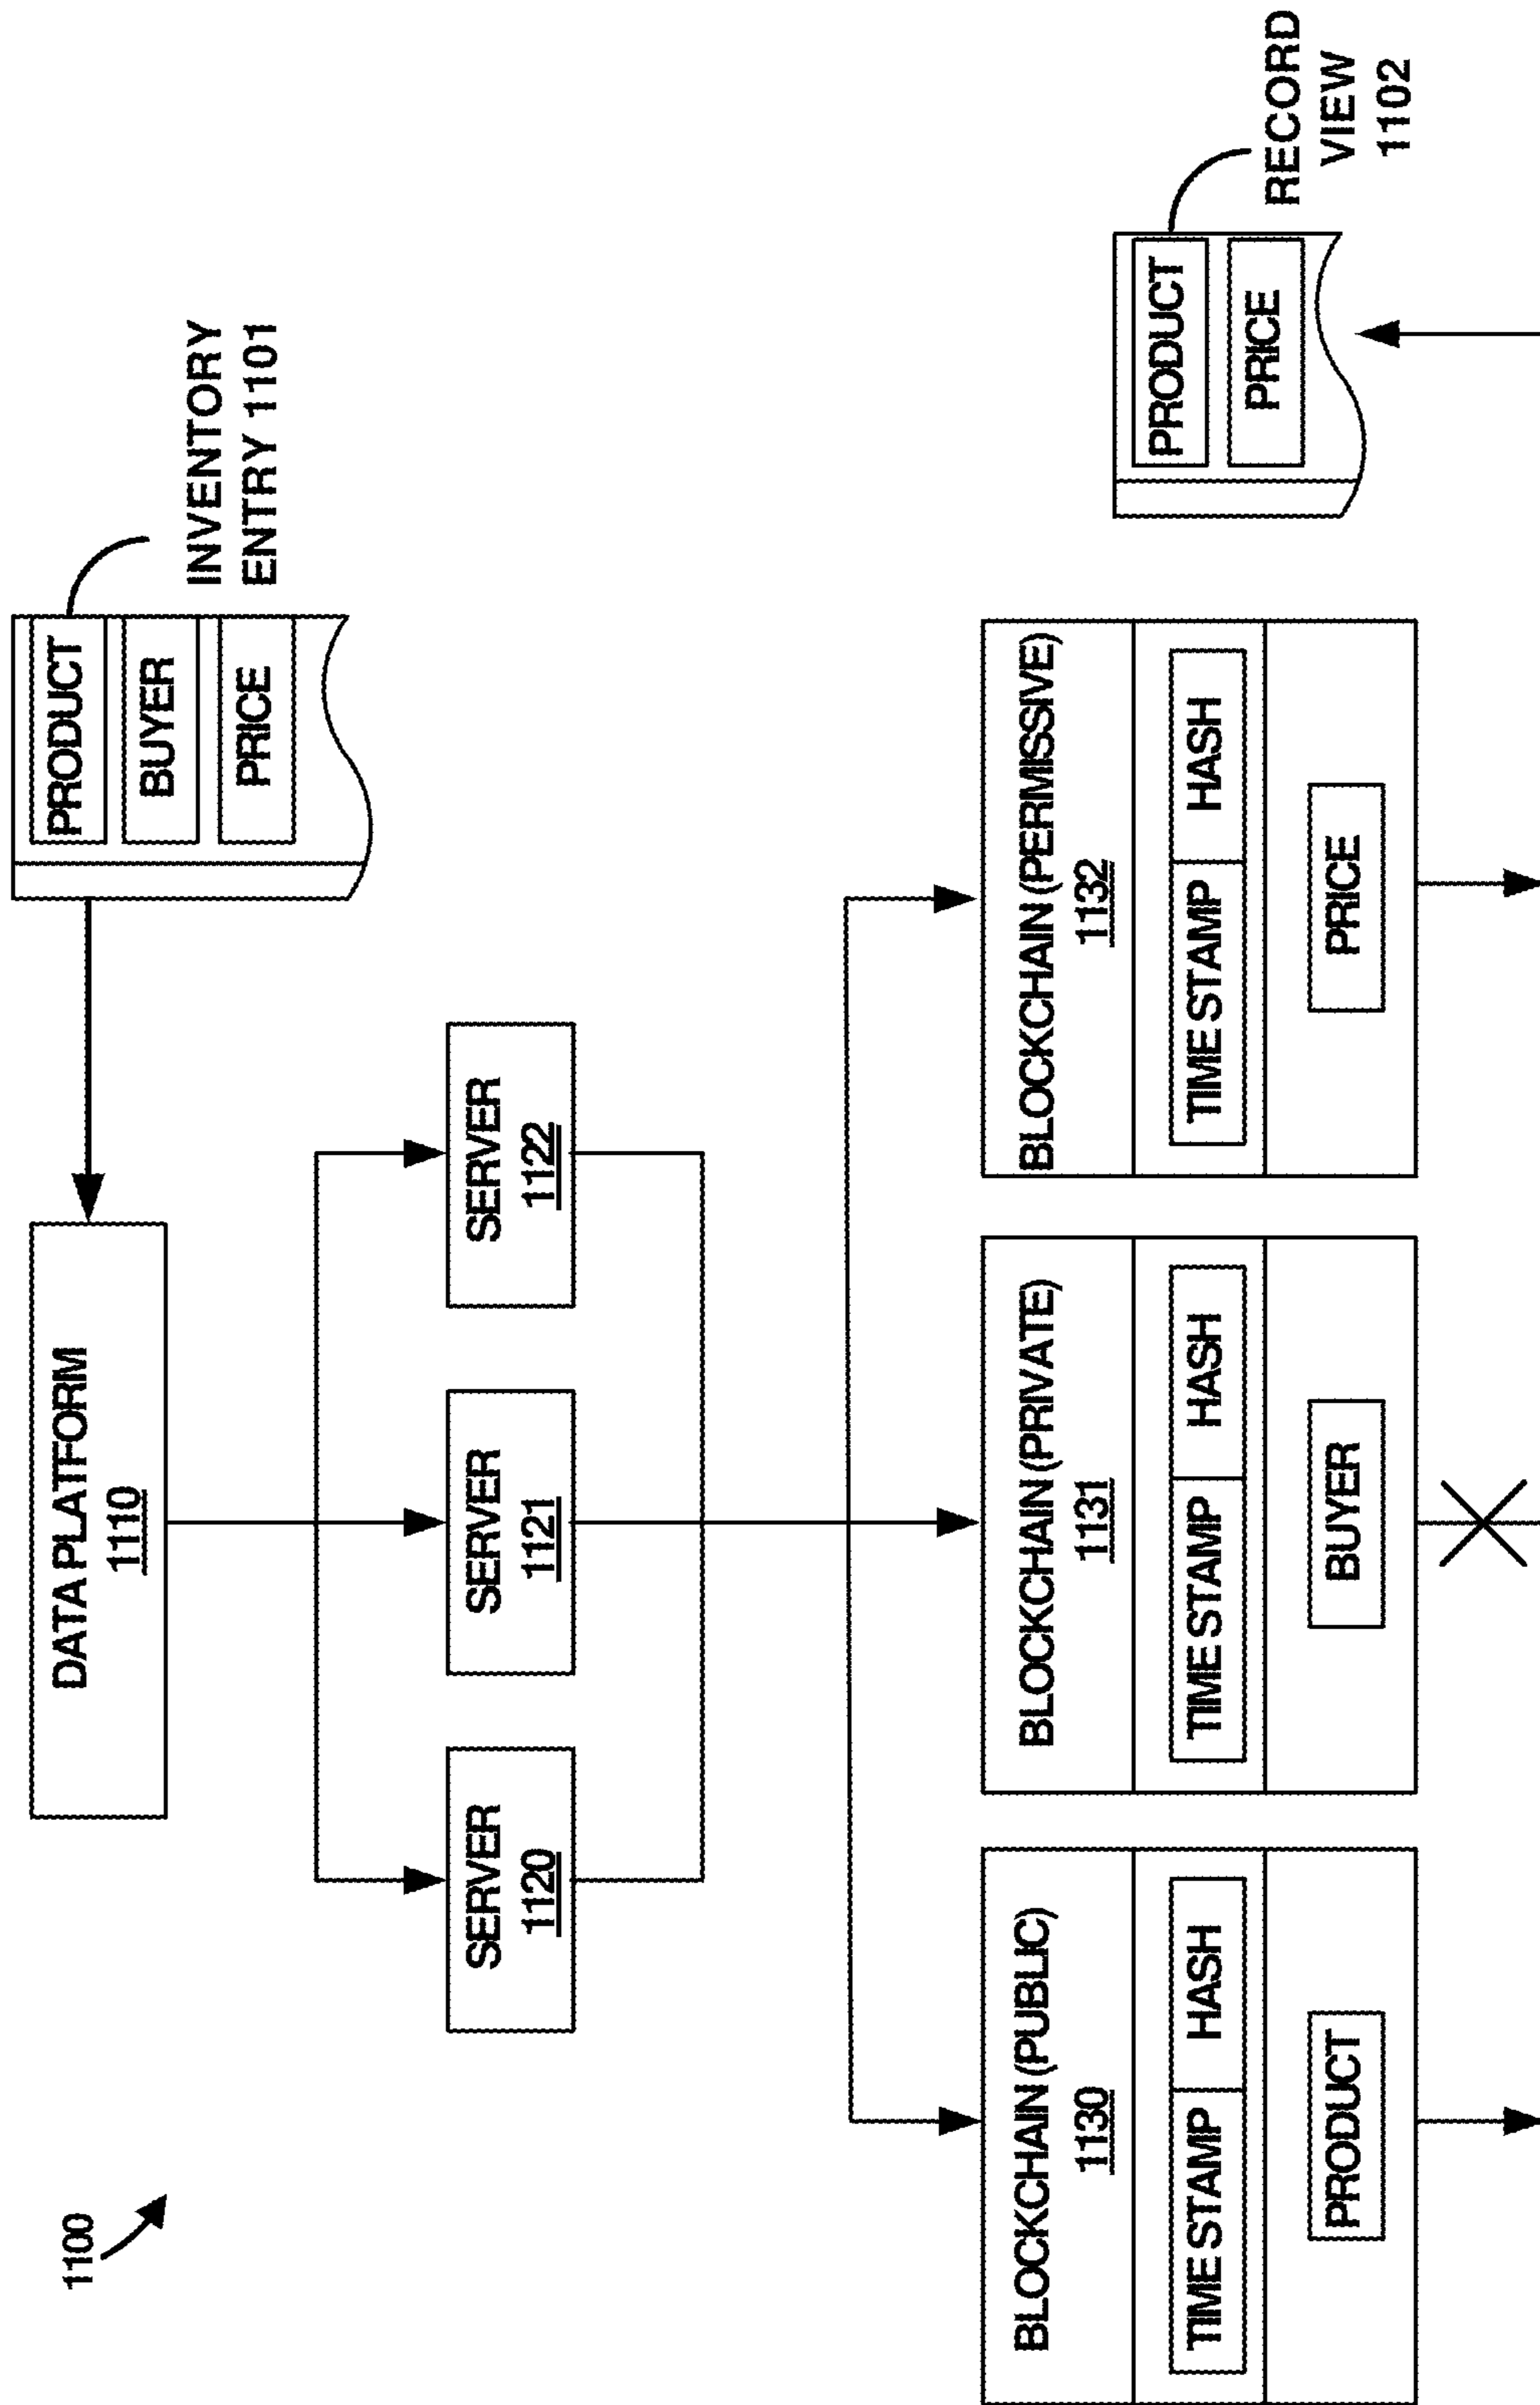 1100
DATA PLATFORM
1110
PRODUCT
BUYER
PRICE
INVENTORY
ENTRY 1101
SERVER
1120
SERVER
1121
SERVER
1122
BLOCKCHAIN (PUBLIC)
1130
TIME STAMP HASH
PRODUCT
BLOCKCHAIN (PRIVATE)
1131
TIME STAMP HASH
BUYER
BLOCKCHAIN (PERMISSIVE)
1132
TIME STAMP HASH
PRICE
PRODUCT
PRICE
RECORD
VIEW
1102